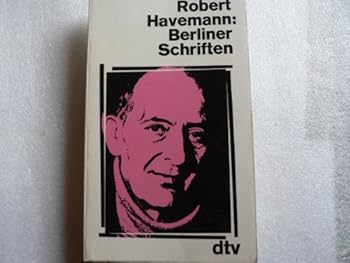 Robert
Havemann:
Berliner
Schriften
dtv